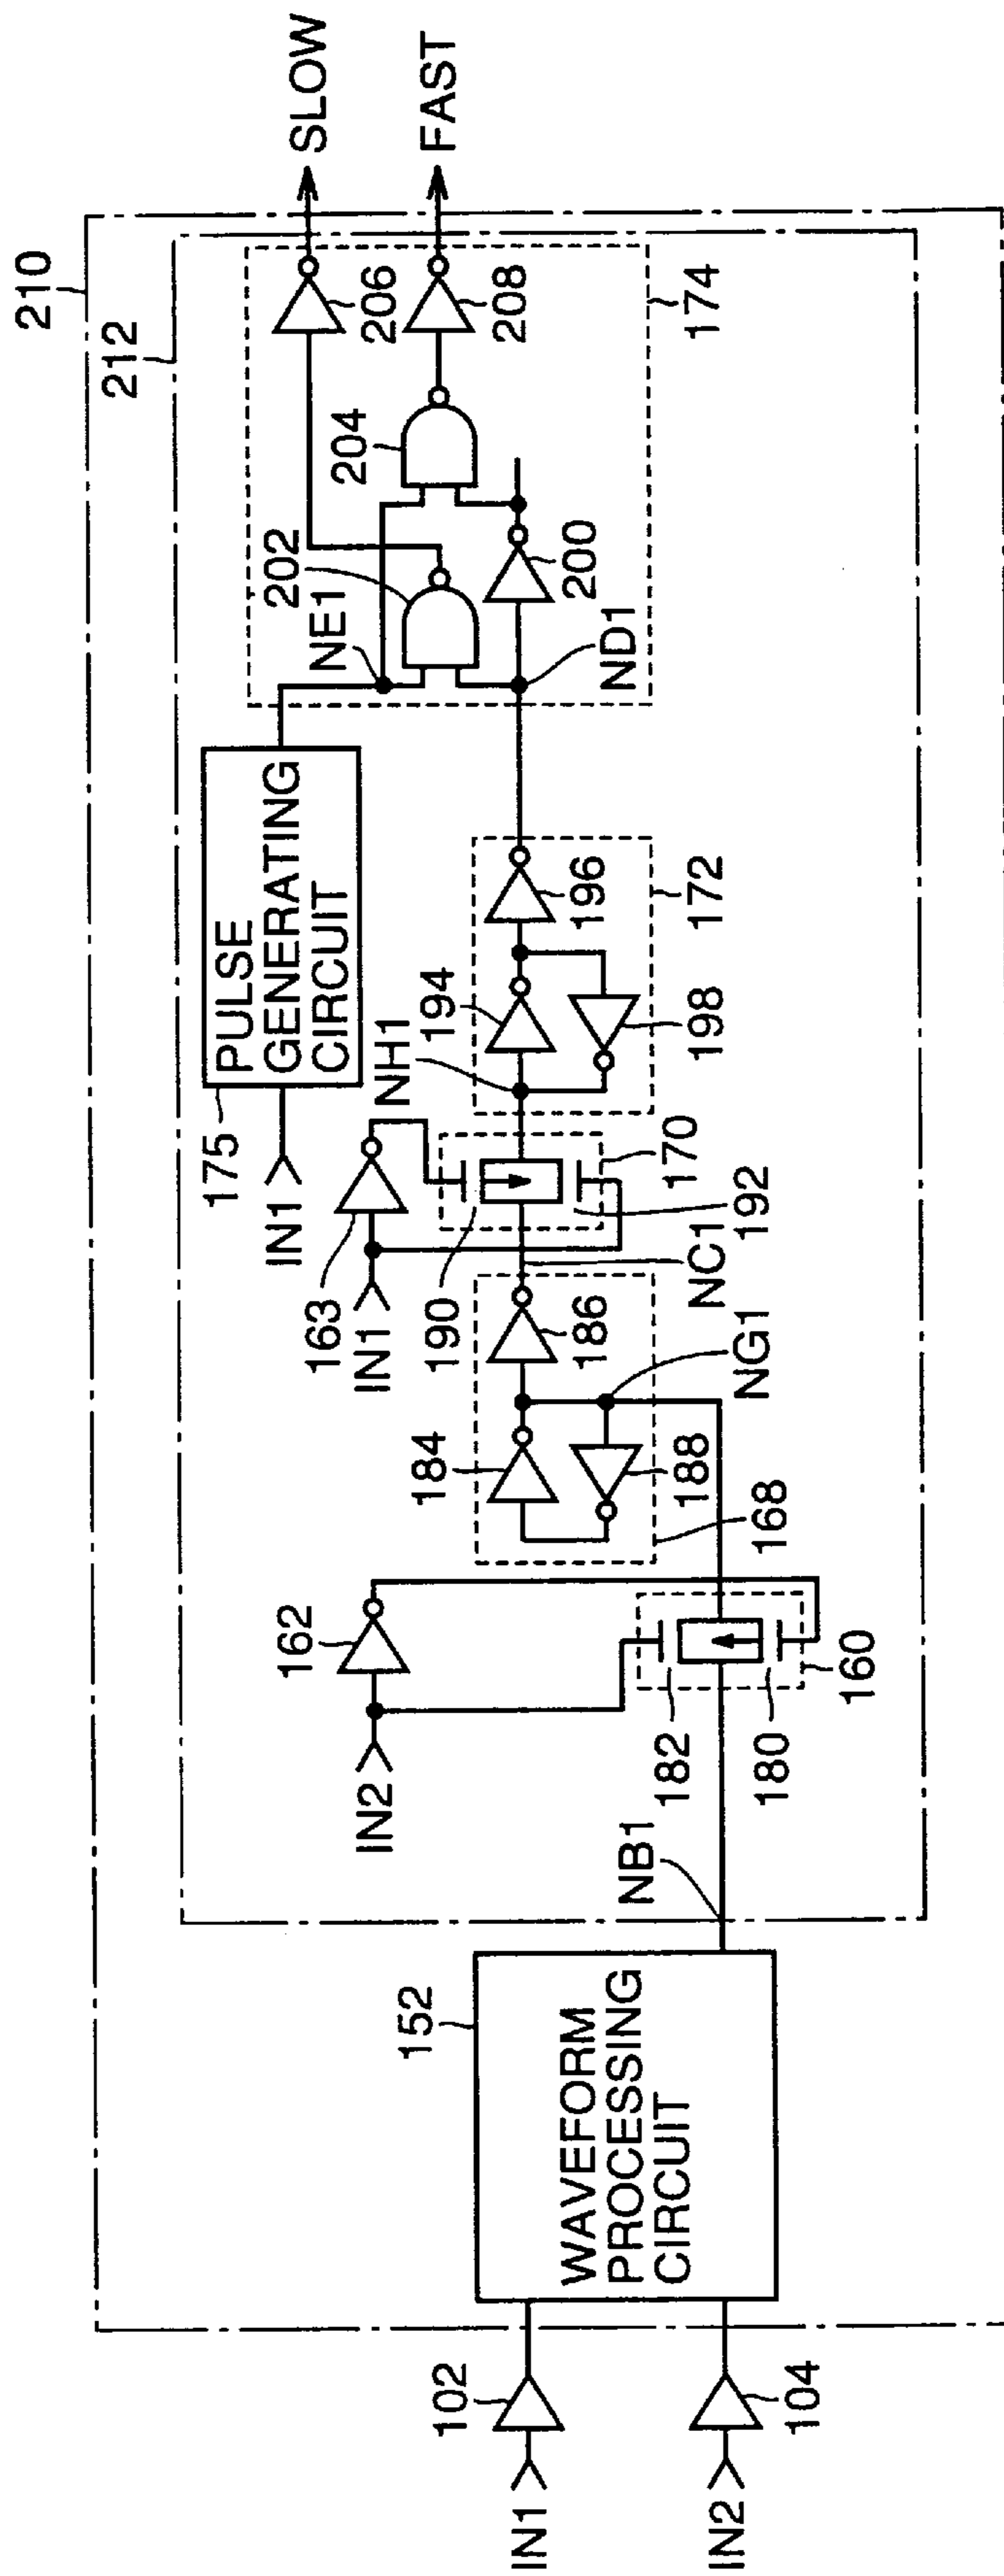 210
212
SLOW
FAST
206
208
174
204
202
200
NE1
ND1
PULSE
GENERATING
CIRCUIT
175
IN1
196
172
194
198
NH1
163
IN1
170
190
192
NC1
186
NG1
184
188
168
162
IN2
160
182
180
NB1
152
WAVEFORM
PROCESSING
CIRCUIT
102
104
IN1
IN2